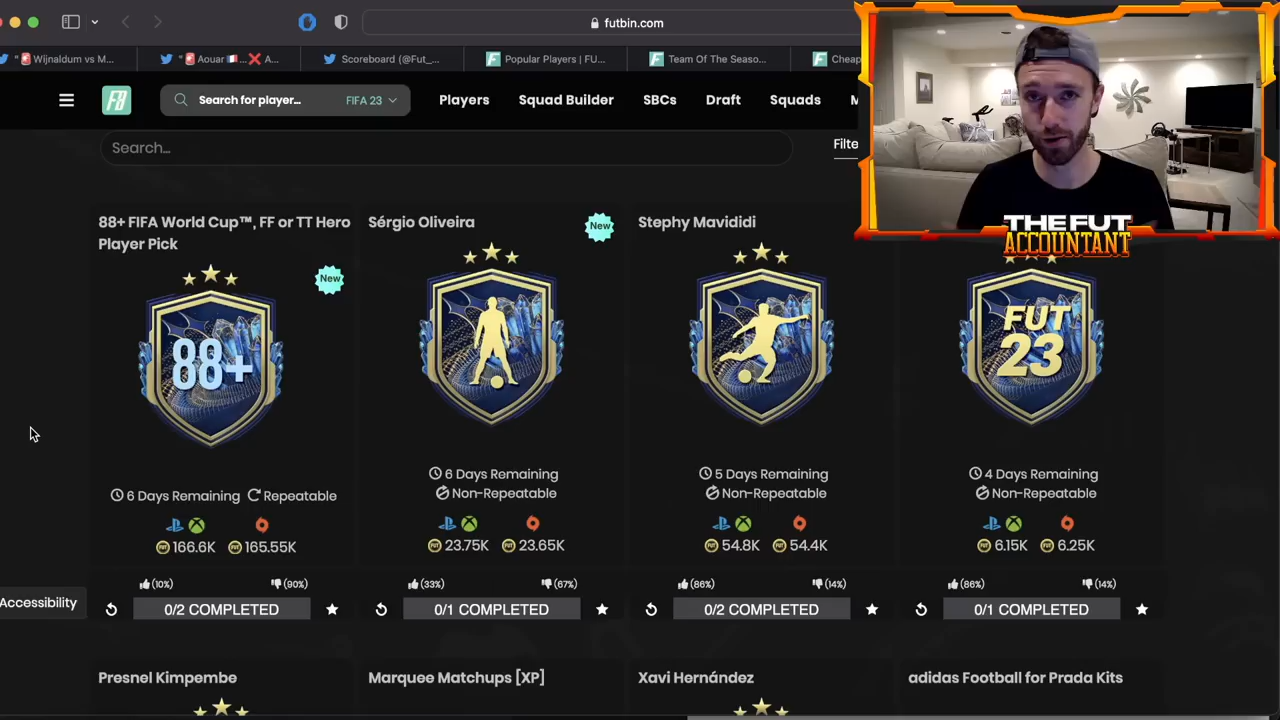 futbin.com
" Wijnaldum vs M...
" Aouar ... A...
Scoreboard (@Fut_...
Popular Players | FU...
Team Of The Seaso...
Cheap
F8
Search for player...
FIFA 23
Players
Squad Builder
SBCs
Draft
Squads
M
Search...
Filte
THE FUT
ACCOUNTANT
88+ FIFA World Cup™, FF or TT Hero
Player Pick
New
88+
6 Days Remaining
Repeatable
166.6K
165.55K
(10%)
(90%)
0/2 COMPLETED
Sérgio Oliveira
New
6 Days Remaining
Non-Repeatable
23.75K
23.65K
(33%)
(67%)
0/1 COMPLETED
Stephy Mavididi
5 Days Remaining
Non-Repeatable
54.8K
54.4K
(86%)
(14%)
0/2 COMPLETED
FUT
23
4 Days Remaining
Non-Repeatable
6.15K
6.25K
(86%)
(14%)
0/1 COMPLETED
Accessibility
Presnel Kimpembe
Marquee Matchups [XP]
Xavi Hernández
adidas Football for Prada Kits